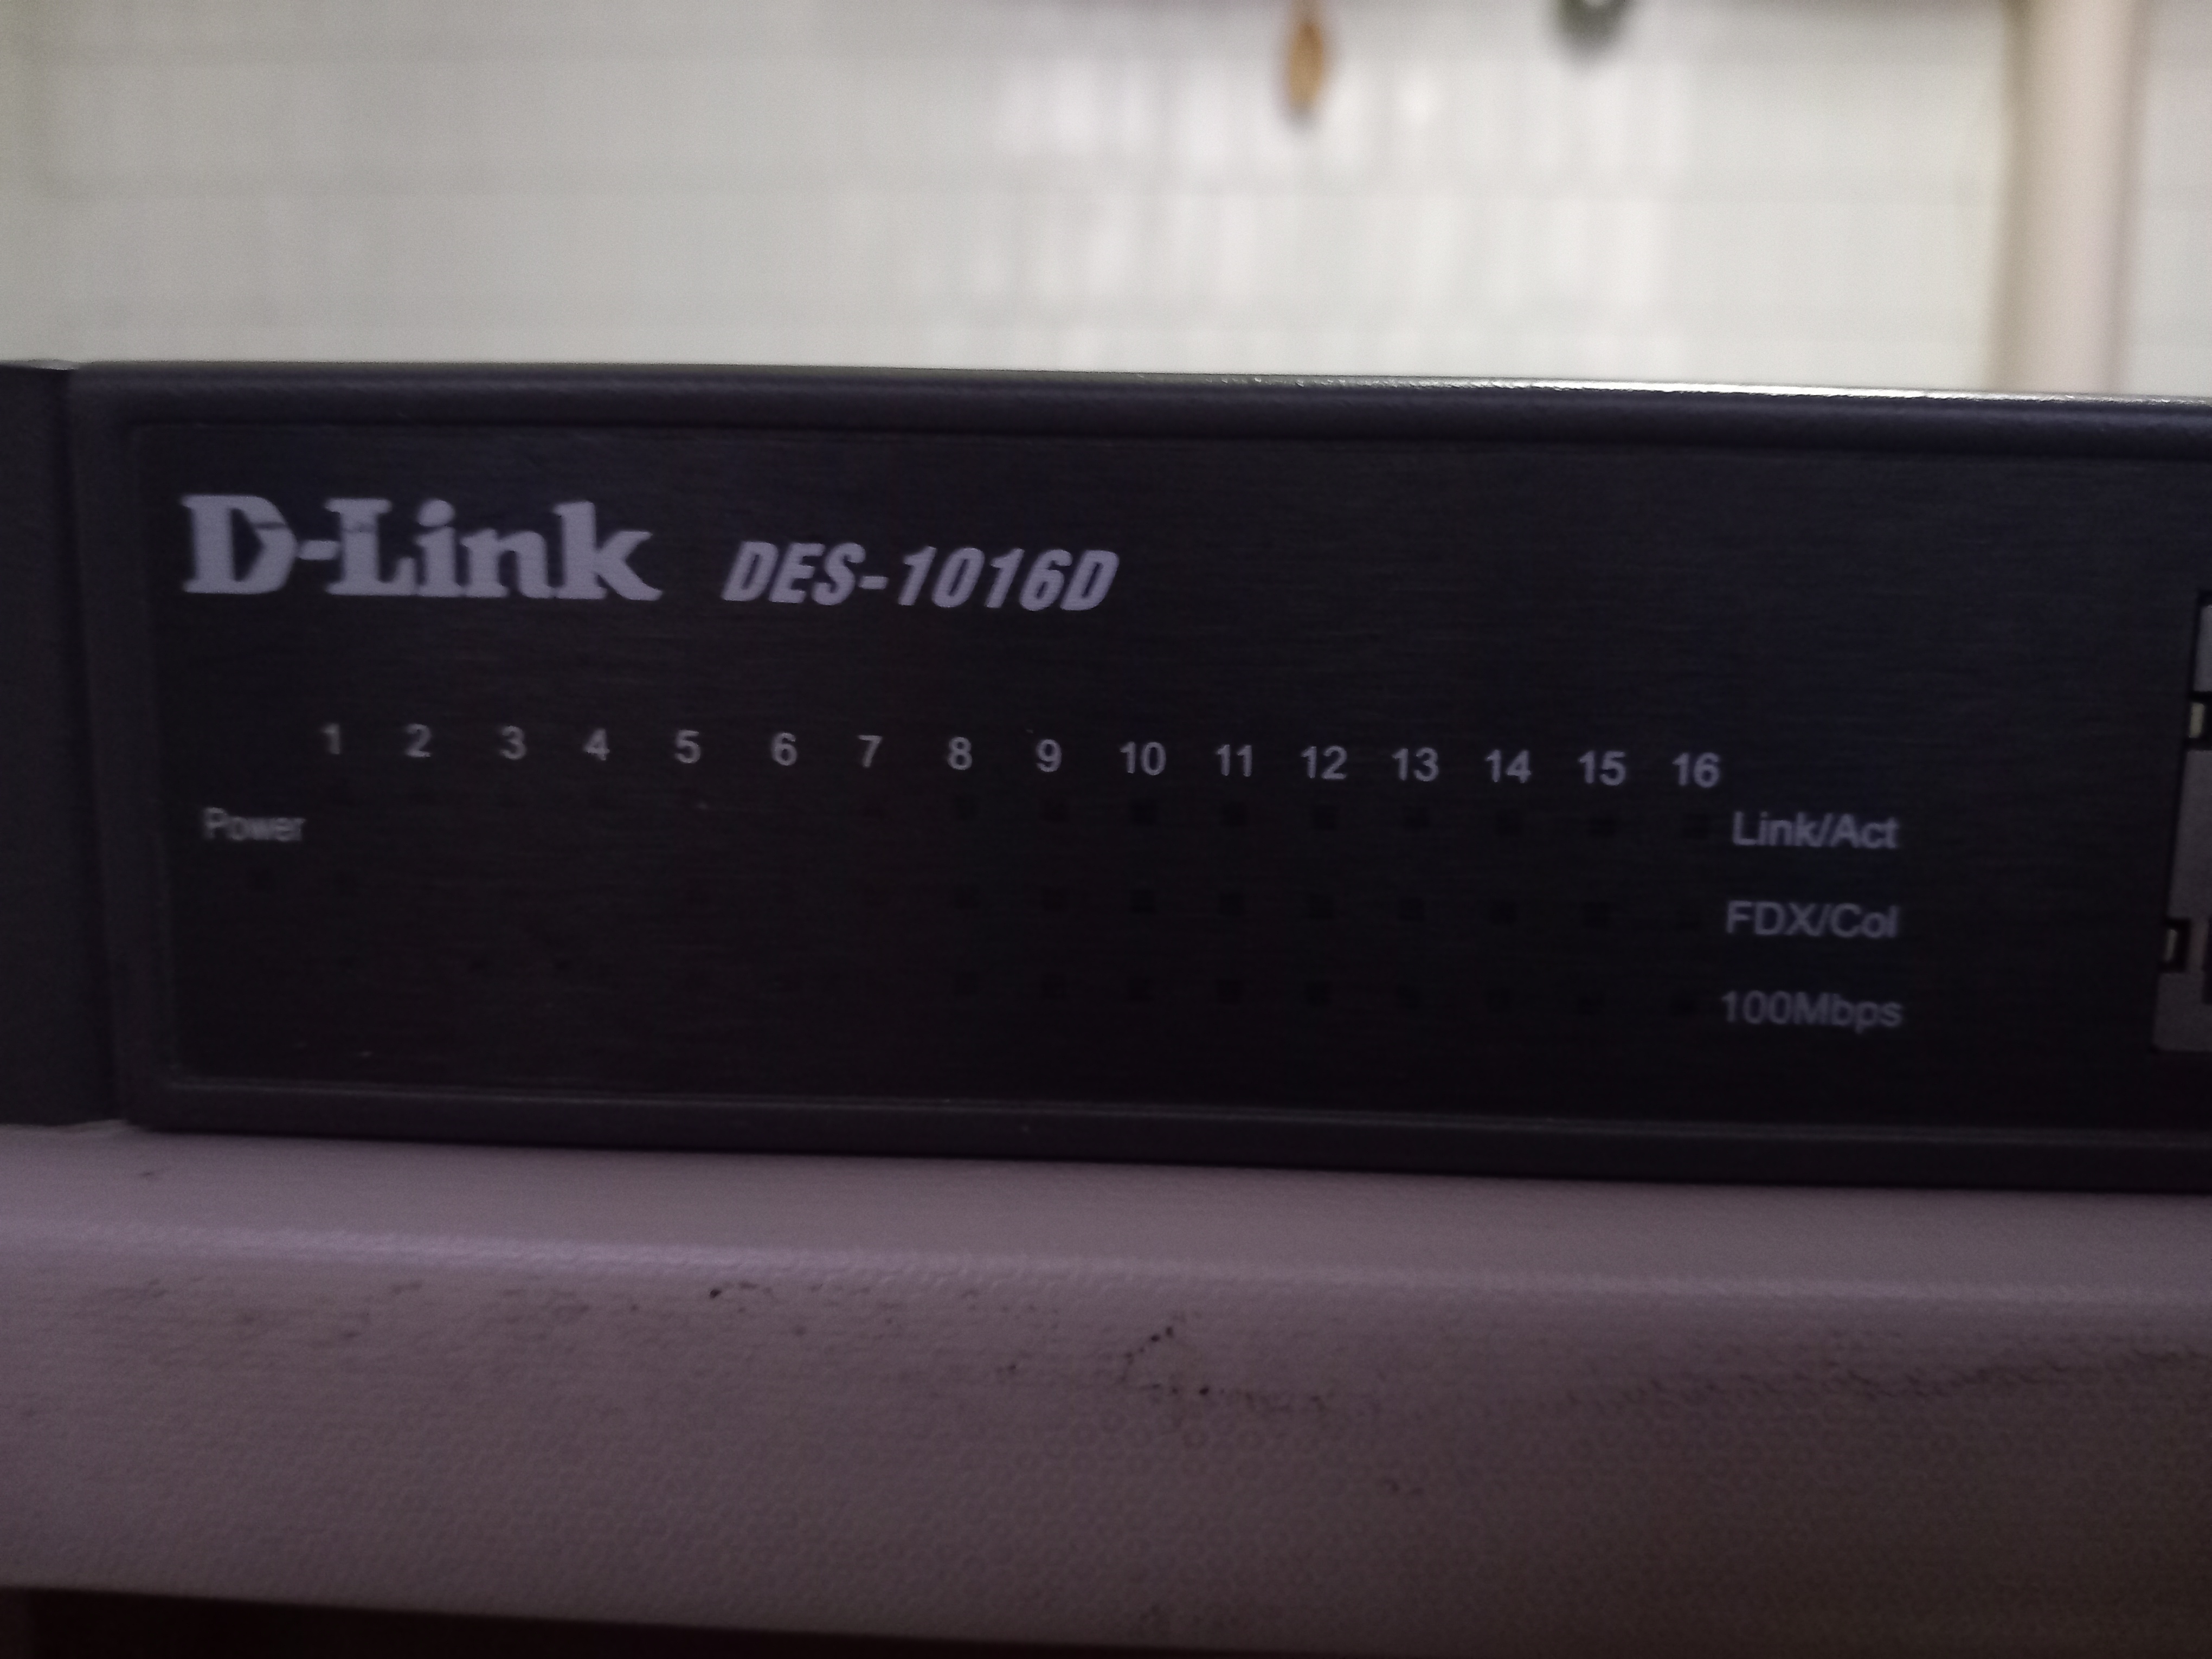 D-Link DES-1016D
1 2 3 4 5 6 7 8 9 10 11 12 13 14 15 16
Power Link/Act
FDX/Col
100Mbps